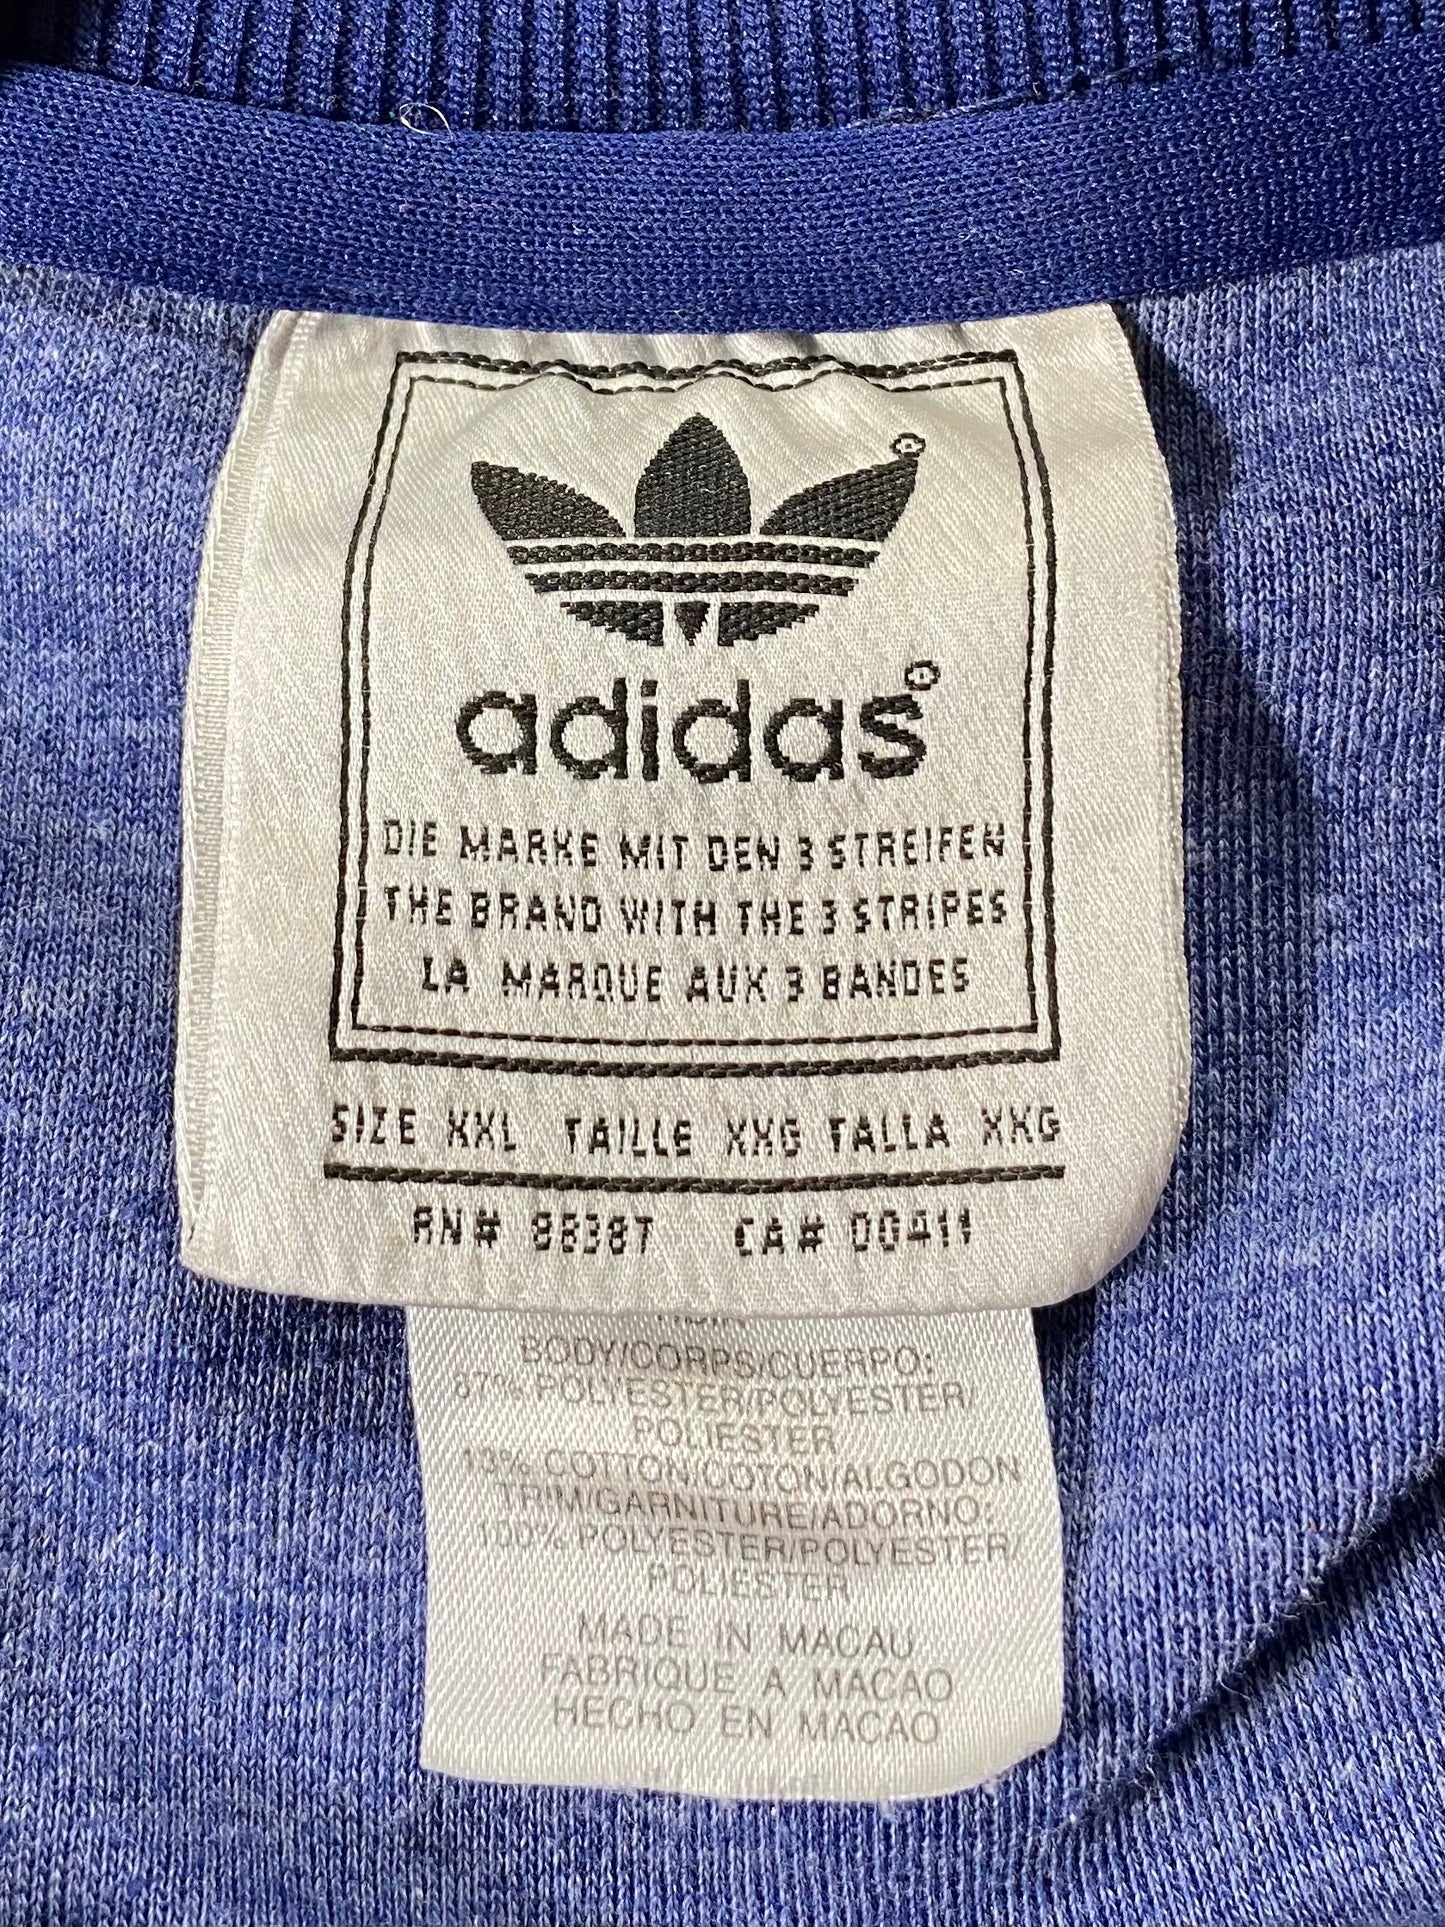 adidas
DIE MARKE MIT DEN 3 STREIFEN
THE BRAND WITH THE 3 STRIPES
LA MARQUE AUX 3 BANDES
SIZE XXL TAILLE XXG TALLA XXG
RN# 88387 CA# 00411
BODY/CORPS/CUERPO:
87% POLYESTER/POLYESTER/
POLIESTER
13% COTTON/COTON/ALGODON
TRIM/GARNITURE/ADORNO:
100% POLYESTER/POLYESTER/
POLIESTER
MADE IN MACAU
FABRIQUE A MACAO
HECHO EN MACAO